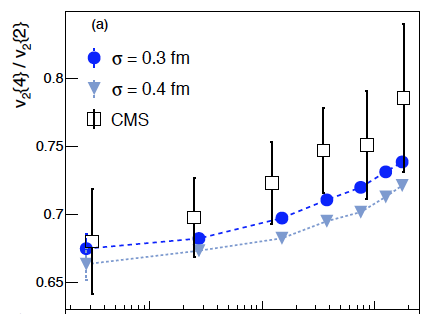 (a)
σ = 0.3 fm
σ = 0.4 fm
CMS
v₂{4} / v₂{2}
0.8
0.75
0.7
0.65